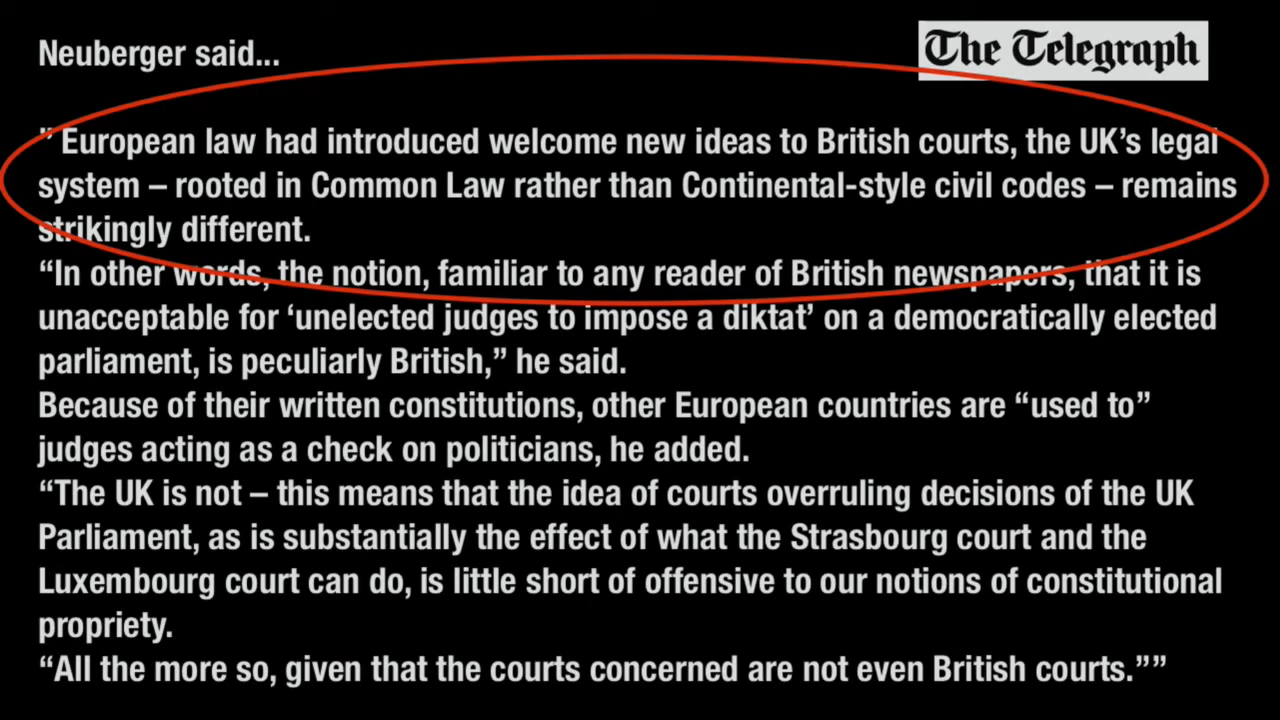 Neuberger said...
The Telegraph
” European law had introduced welcome new ideas to British courts, the UK’s legal
system – rooted in Common Law rather than Continental-style civil codes – remains
strikingly different.
“In other words, the notion, familiar to any reader of British newspapers, that it is
unacceptable for ‘unelected judges to impose a diktat’ on a democratically elected
parliament, is peculiarly British,” he said.
Because of their written constitutions, other European countries are “used to”
judges acting as a check on politicians, he added.
“The UK is not – this means that the idea of courts overruling decisions of the UK
Parliament, as is substantially the effect of what the Strasbourg court and the
Luxembourg court can do, is little short of offensive to our notions of constitutional
propriety.
“All the more so, given that the courts concerned are not even British courts.””